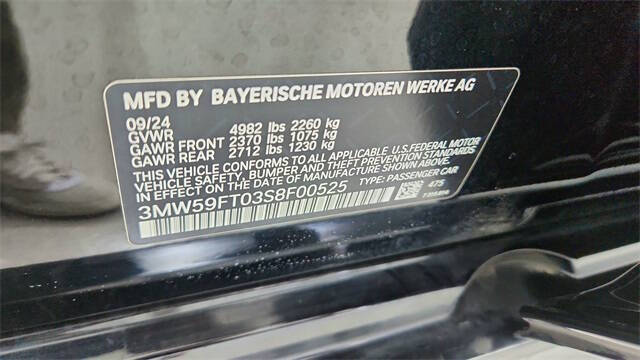 MFD BY BAYERISCHE MOTOREN WERKE AG
09/24
GVWR 4982 lbs 2260 kg
GAWR FRONT 2370 lbs 1075 kg
GAWR REAR 2712 lbs 1230 kg
THIS VEHICLE CONFORMS TO ALL APPLICABLE U.S. FEDERAL MOTOR
VEHICLE SAFETY, BUMPER, AND THEFT PREVENTION STANDARDS
IN EFFECT ON THE DATE OF MANUFACTURE SHOWN ABOVE.
3MW59FT03S8F00525 TYPE: PASSENGER CAR
475